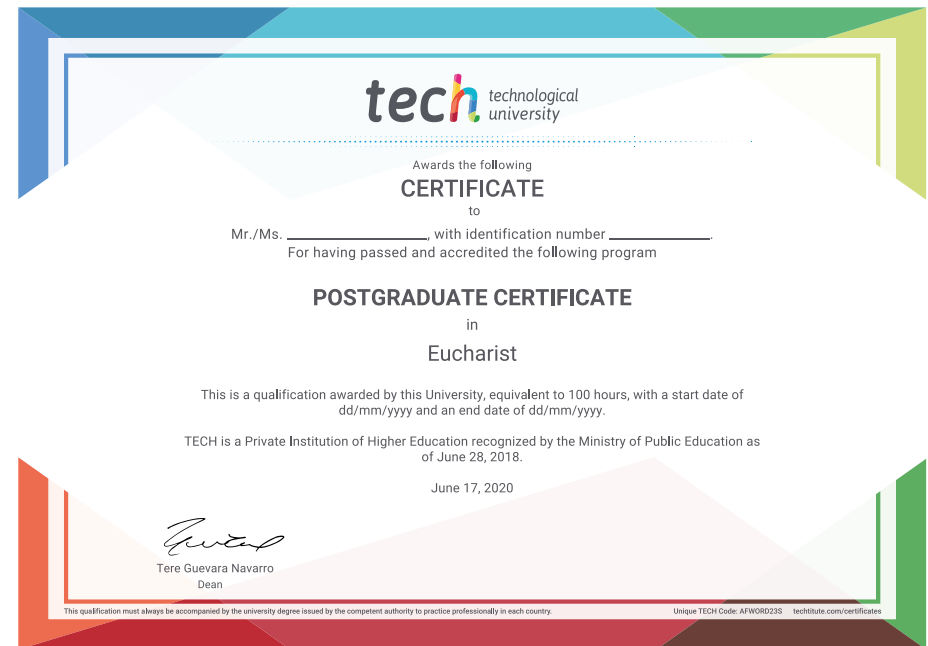 tech technological
university
Awards the following
CERTIFICATE
to
Mr./Ms. ____________________, with identification number ______________.
For having passed and accredited the following program
POSTGRADUATE CERTIFICATE
in
Eucharist
This is a qualification awarded by this University, equivalent to 100 hours, with a start date of
dd/mm/yyyy and an end date of dd/mm/yyyy.
TECH is a Private Institution of Higher Education recognized by the Ministry of Public Education as
of June 28, 2018.
June 17, 2020
Tere Guevara Navarro
Dean
This qualification must always be accompanied by the university degree issued by the competent authority to practice professionally in each country. Unique TECH Code: AFWORD23S techtitute.com/certificates